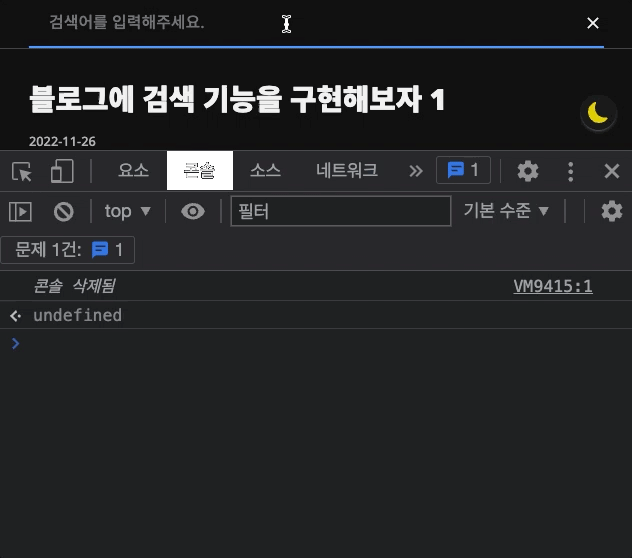 검색어를 입력해주세요.
블로그에 검색 기능을 구현해보자 1
2022-11-26
요소 콘솔 소스 네트워크 » 1
top ▼ 필터 기본 수준 ▼
문제 1건: 1
콘솔 삭제됨 VM9415:1
undefined